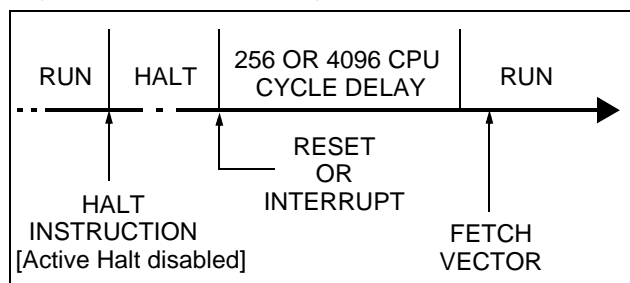 RUN
HALT
256 OR 4096 CPU
CYCLE DELAY
RUN
RESET
OR
INTERRUPT
HALT
INSTRUCTION
[Active Halt disabled]
FETCH
VECTOR